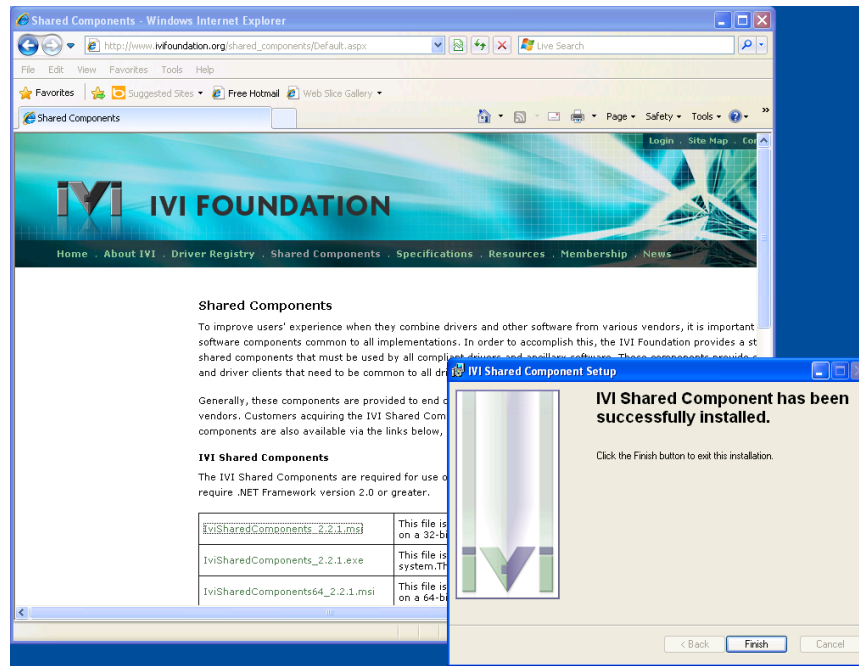 Shared Components - Windows Internet Explorer
http://www.ivifoundation.org/shared_components/Default.aspx
Live Search
File Edit View Favorites Tools Help
Favorites Suggested Sites Free Hotmail Web Slice Gallery
Shared Components
Page Safety Tools »
Login . Site Map .
IVI IVI FOUNDATION
Home . About IVI . Driver Registry . Shared Components . Specifications . Resources . Membership . News
Shared Components
To improve users' experience when they combine drivers and other software from various vendors, it is important
software components common to all implementations. In order to accomplish this, the IVI Foundation provides a st
shared components that must be used by all compliant drivers and ancillary software. These components provide
and driver clients that need to be common to all dri
Generally, these components are provided to end
vendors. Customers acquiring the IVI Shared Com
components are also available via the links below,
IVI Shared Components
The IVI Shared Components are required for use
require .NET Framework version 2.0 or greater.
IviSharedComponents_2.2.1.msi
This file is
on a 32-bi
IviSharedComponents_2.2.1.exe
This file is
system.Th
IviSharedComponents64_2.2.1.msi
This file is
on a 64-bi
IVI Shared Component Setup
IVI Shared Component has been
successfully installed.
Click the Finish button to exit this installation.
IVI
< Back Finish Cancel